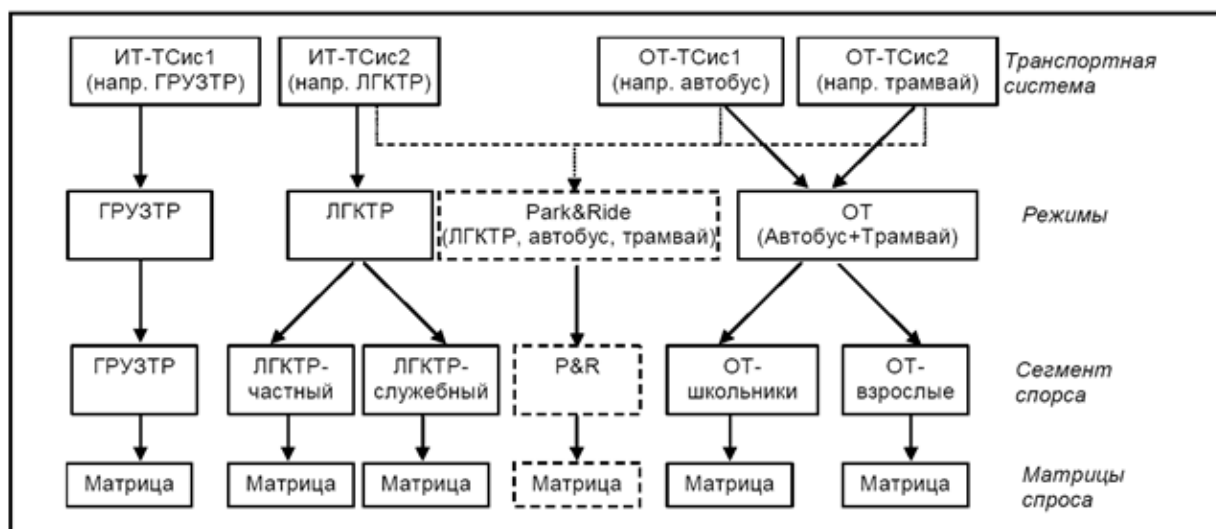 ИТ-ТСис1
(напр. ГРУЗТР)
ИТ-ТСис2
(напр. ЛГКТР)
ОТ-ТСис1
(напр. автобус)
ОТ-ТСис2
(напр. трамвай)
Транспортная
система
ГРУЗТР
ЛГКТР
Park&Ride
(ЛГКТР, автобус, трамвай)
ОТ
(Автобус+Трамвай)
Режимы
ГРУЗТР
ЛГКТР-
частный
ЛГКТР-
служебный
P&R
ОТ-
школьники
ОТ-
взрослые
Сегмент
спорса
Матрица
Матрица
Матрица
Матрица
Матрица
Матрица
Матрицы
спроса